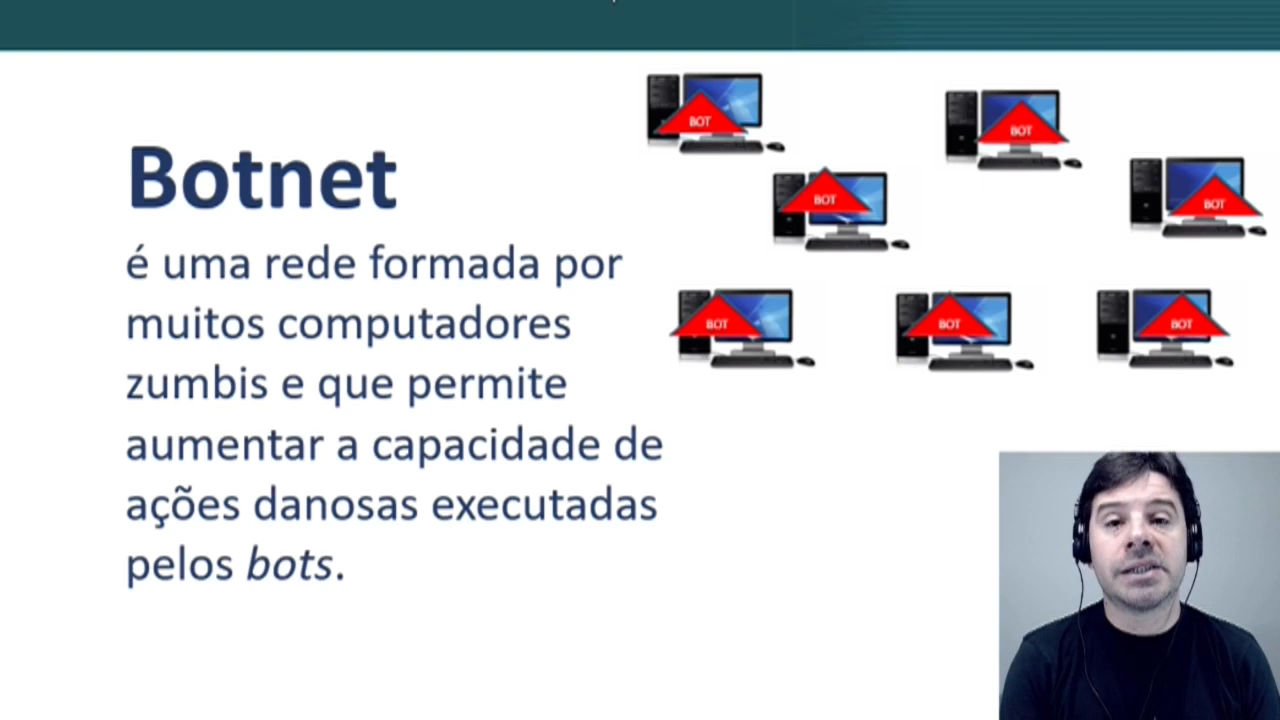 Botnet
é uma rede formada por
muitos computadores
zumbis e que permite
aumentar a capacidade de
ações danosas executadas
pelos bots.
BOT
BOT
BOT
BOT
BOT
BOT
BOT